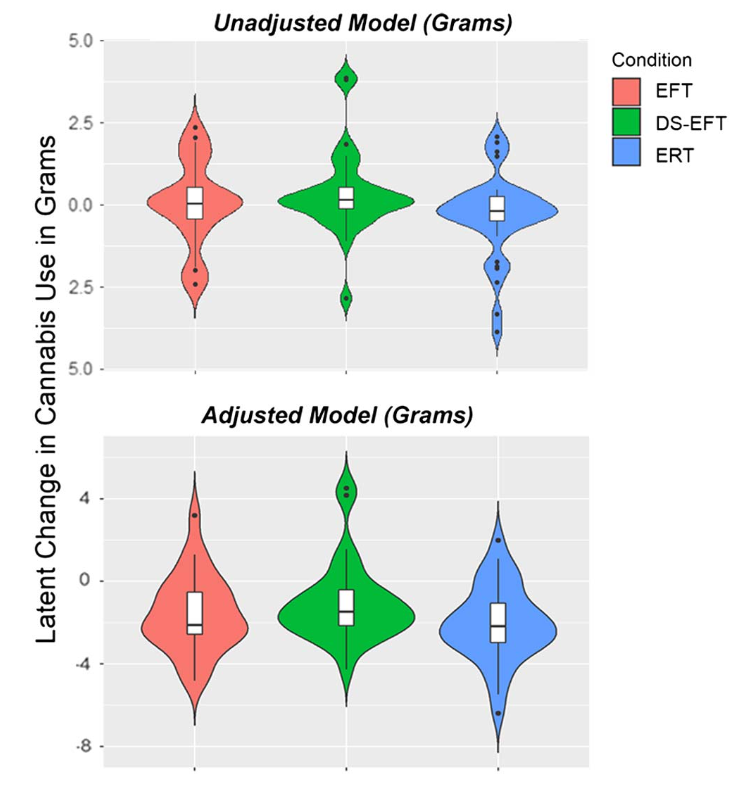 Unadjusted Model (Grams)
5.0
2.5
0.0
2.5
5.0
Condition
EFT
DS-EFT
ERT
Latent Change in Cannabis Use in Grams
Adjusted Model (Grams)
4
0
-4
-8